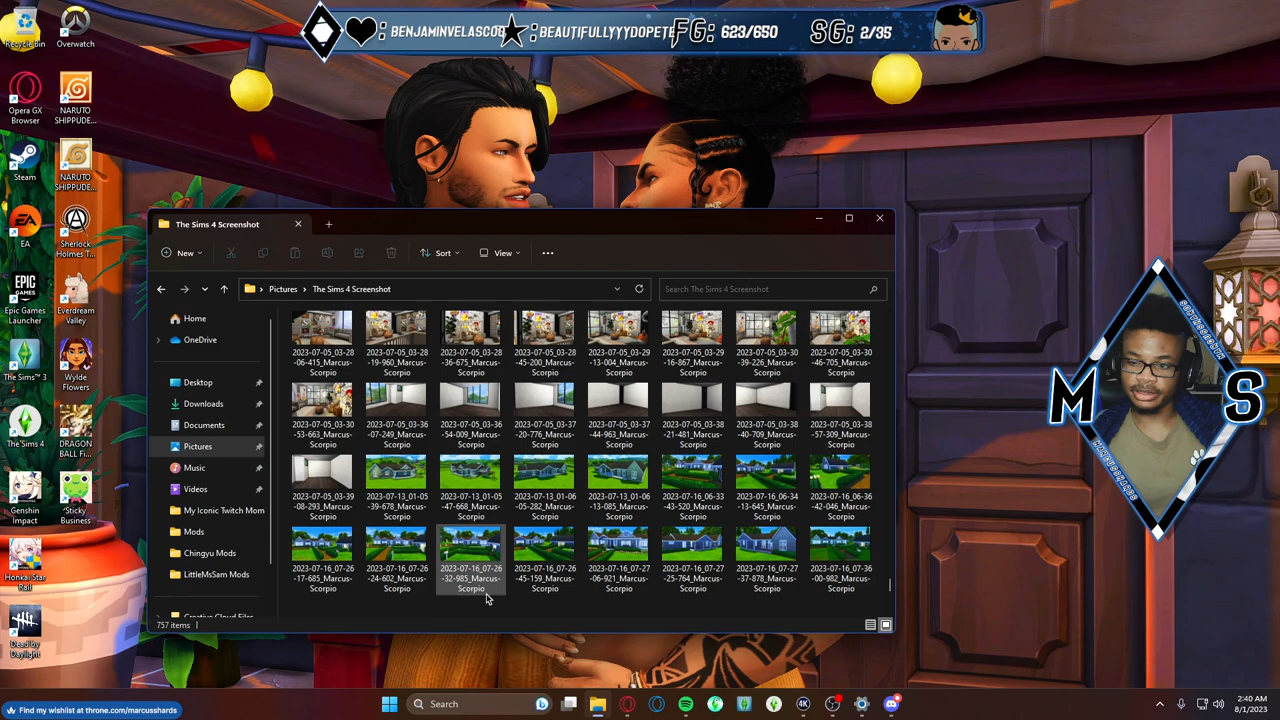 : BENJAMINVELASCO
: BEAUTIFULLYYYDOPETE
FG: 623/650
SG: 2/35
Recycle Bin
Overwatch
Opera GX
Browser
NARUTO
SHIPPUDE...
Steam
NARUTO
SHIPPUDE...
EA
Sherlock
Holmes T...
Epic Games
Launcher
Everdream
Valley
The Sims™ 3
Wylde
Flowers
The Sims 4
DRAGON
BALL Fi...
Genshin
Impact
Sticky
Business
Honkai Star
Rail
Dead by
Daylight
The Sims 4 Screenshot
New
Sort
View
Pictures
The Sims 4 Screenshot
Search The Sims 4 Screenshot
Home
OneDrive
Desktop
Downloads
Documents
Pictures
Music
Videos
My Iconic Twitch Mom
Mods
Chingyu Mods
LittleMsSam Mods
Creative Cloud Files
2023-07-05_03-28
-06-415_Marcus-
Scorpio
2023-07-05_03-28
-19-960_Marcus-
Scorpio
2023-07-05_03-28
-36-675_Marcus-
Scorpio
2023-07-05_03-28
-45-200_Marcus-
Scorpio
2023-07-05_03-29
-13-004_Marcus-
Scorpio
2023-07-05_03-29
-16-867_Marcus-
Scorpio
2023-07-05_03-30
-39-226_Marcus-
Scorpio
2023-07-05_03-30
-46-705_Marcus-
Scorpio
2023-07-05_03-30
-53-663_Marcus-
Scorpio
2023-07-05_03-36
-07-249_Marcus-
Scorpio
2023-07-05_03-36
-54-009_Marcus-
Scorpio
2023-07-05_03-37
-20-776_Marcus-
Scorpio
2023-07-05_03-37
-44-963_Marcus-
Scorpio
2023-07-05_03-38
-21-481_Marcus-
Scorpio
2023-07-05_03-38
-40-709_Marcus-
Scorpio
2023-07-05_03-38
-57-309_Marcus-
Scorpio
2023-07-05_03-39
-08-293_Marcus-
Scorpio
2023-07-13_01-05
-39-678_Marcus-
Scorpio
2023-07-13_01-05
-47-668_Marcus-
Scorpio
2023-07-13_01-06
-05-282_Marcus-
Scorpio
2023-07-13_01-06
-13-085_Marcus-
Scorpio
2023-07-16_06-33
-43-520_Marcus-
Scorpio
2023-07-16_06-34
-13-645_Marcus-
Scorpio
2023-07-16_06-36
-42-046_Marcus-
Scorpio
2023-07-16_07-26
-17-685_Marcus-
Scorpio
2023-07-16_07-26
-24-602_Marcus-
Scorpio
2023-07-16_07-26
-32-985_Marcus-
Scorpio
2023-07-16_07-26
-45-159_Marcus-
Scorpio
2023-07-16_07-27
-06-921_Marcus-
Scorpio
2023-07-16_07-27
-25-764_Marcus-
Scorpio
2023-07-16_07-27
-37-878_Marcus-
Scorpio
2023-07-16_07-36
-00-982_Marcus-
Scorpio
757 items
M S
MARCUSSHARDS
Find my wishlist at throne.com/marcusshards
Search
4K
2:40 AM
8/1/2023